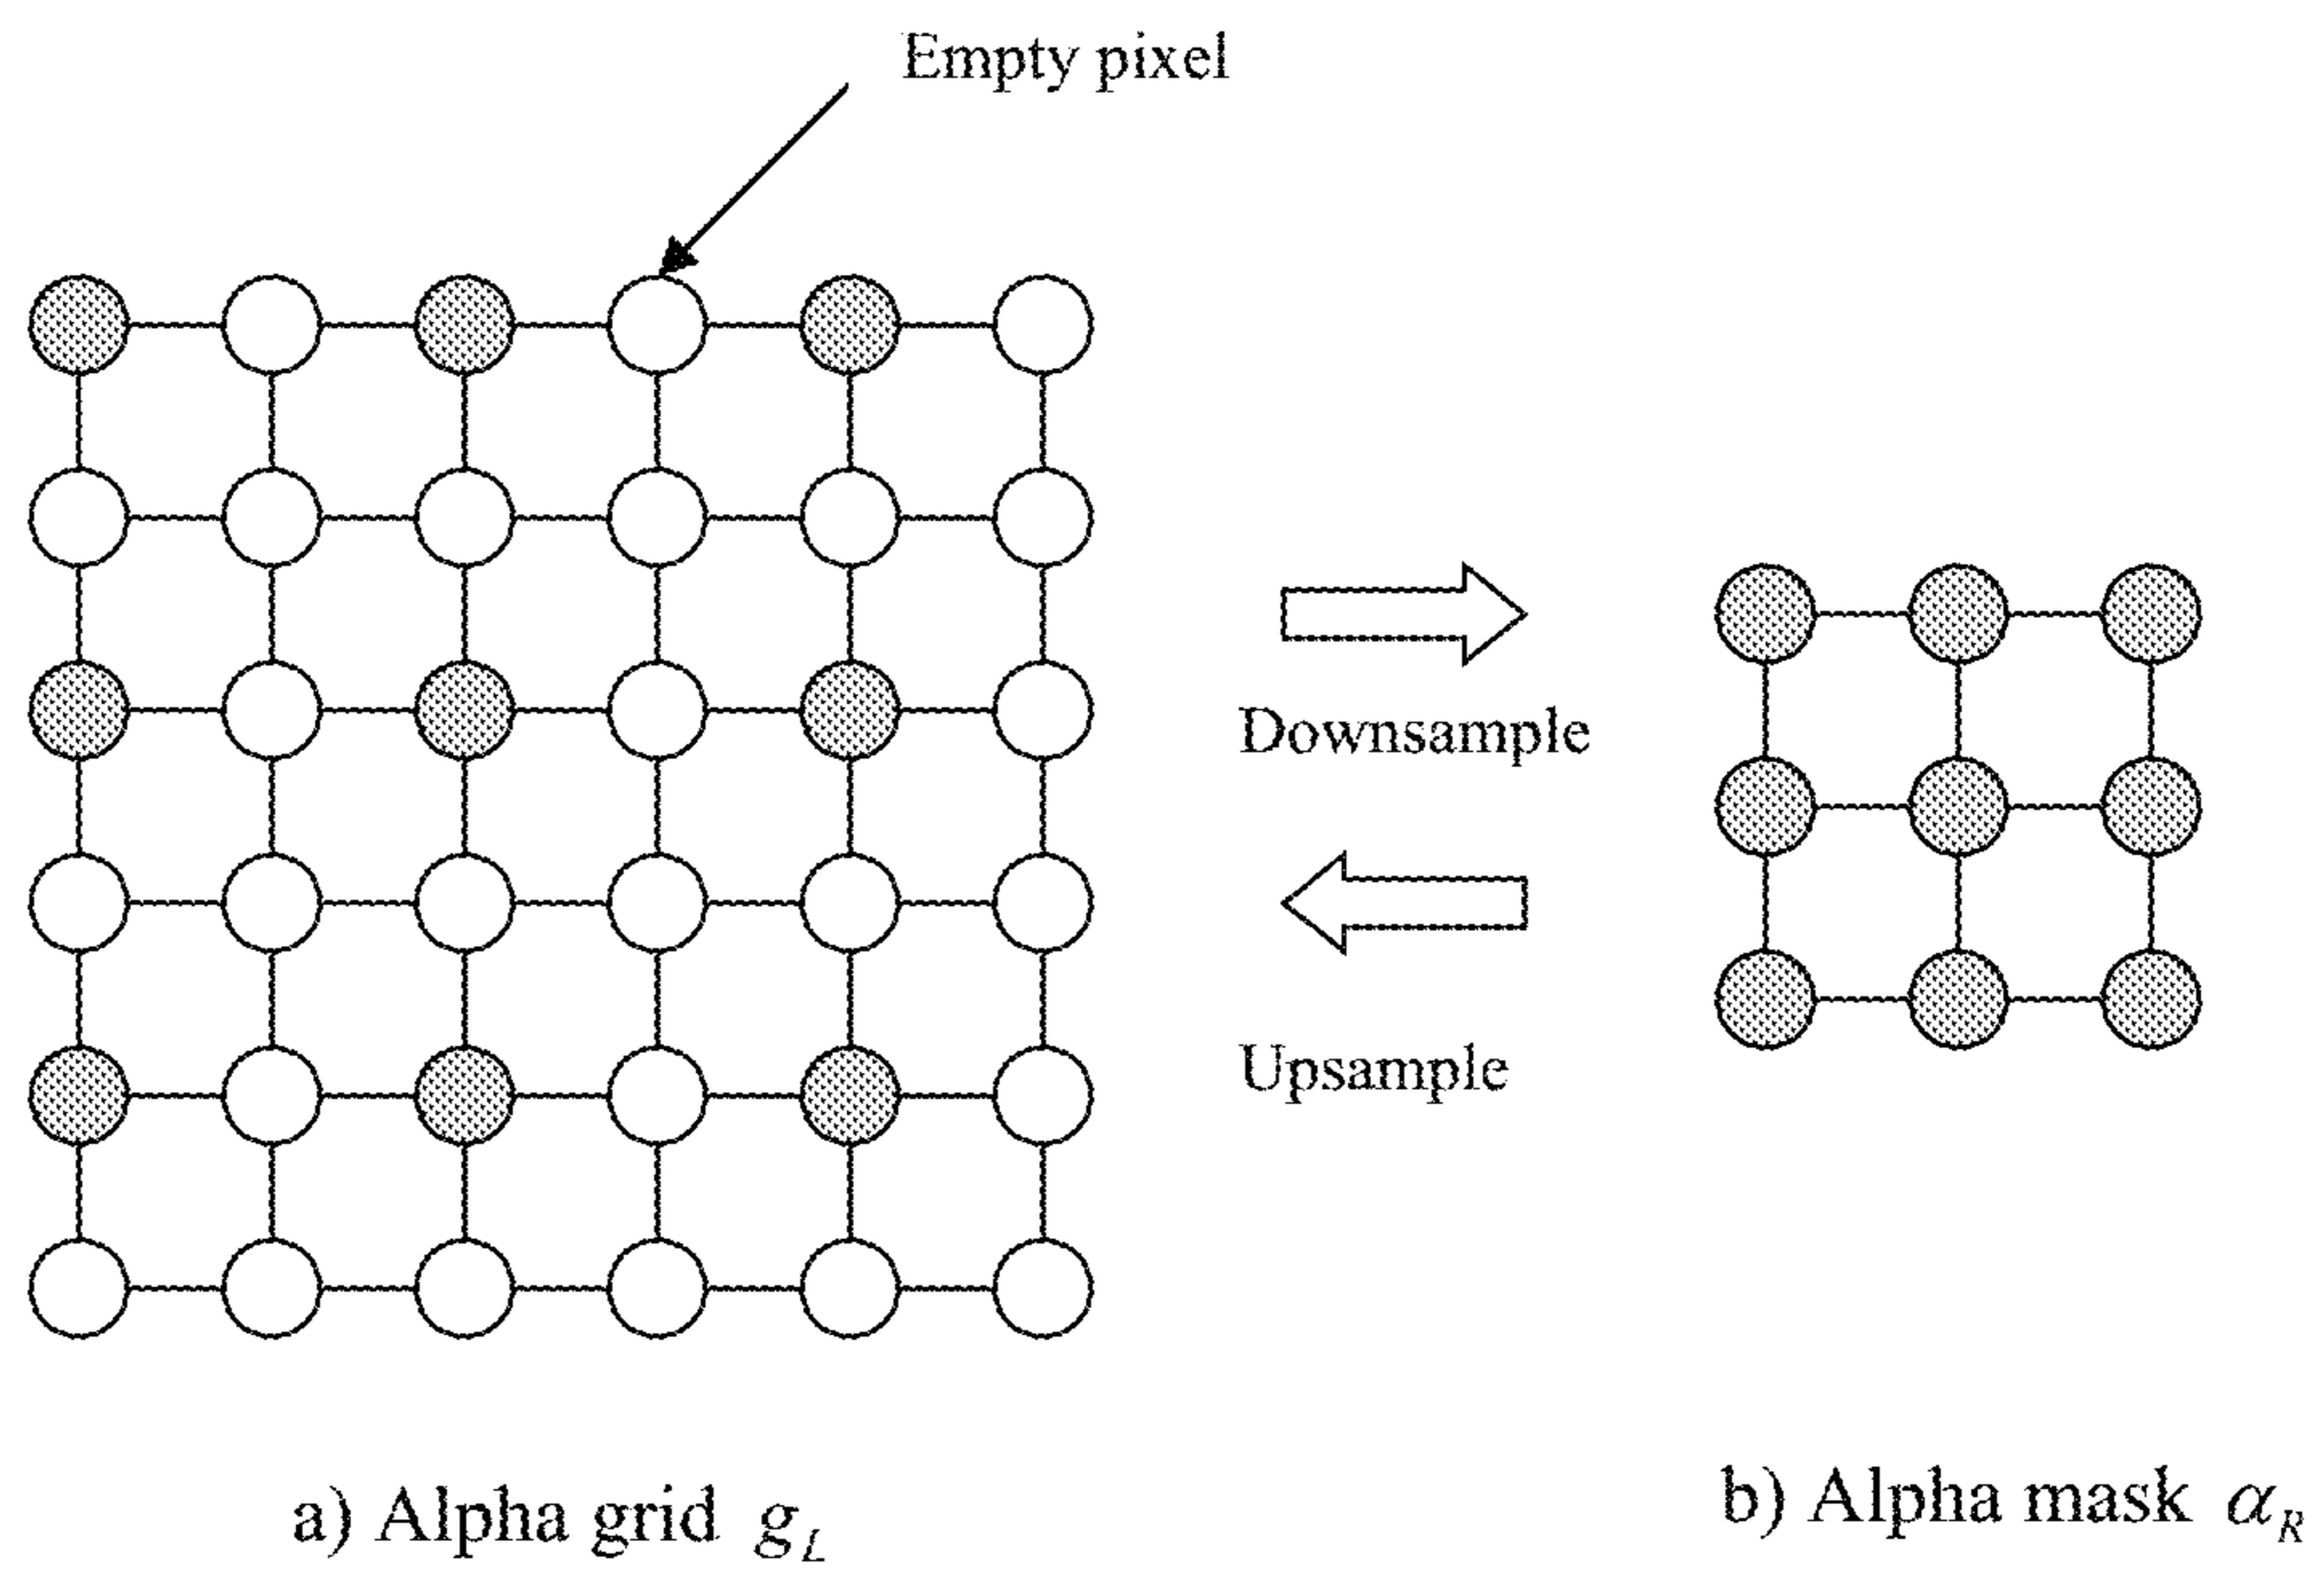 Empty pixel
Downsample
Upsample
a) Alpha grid g_L
b) Alpha mask α_R